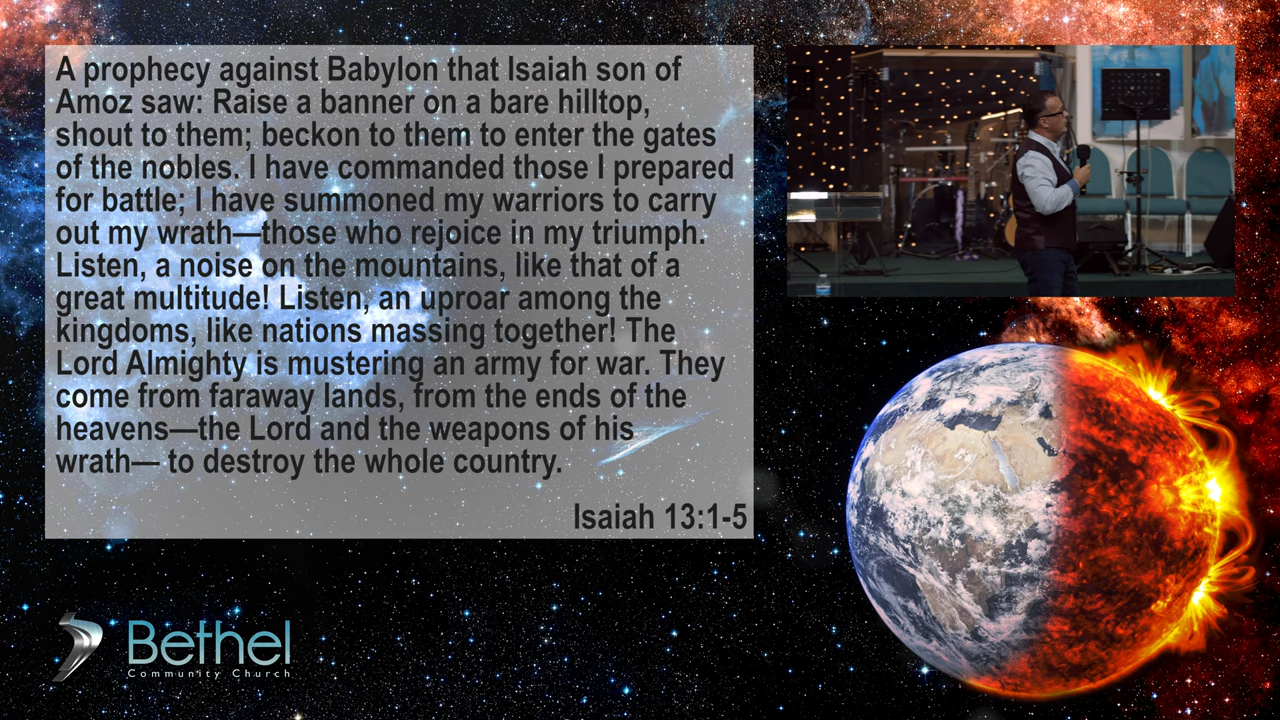 A prophecy against Babylon that Isaiah son of
Amoz saw: Raise a banner on a bare hilltop,
shout to them; beckon to them to enter the gates
of the nobles. I have commanded those I prepared
for battle; I have summoned my warriors to carry
out my wrath—those who rejoice in my triumph.
Listen, a noise on the mountains, like that of a
great multitude! Listen, an uproar among the
kingdoms, like nations massing together! The
Lord Almighty is mustering an army for war. They
come from faraway lands, from the ends of the
heavens—the Lord and the weapons of his
wrath— to destroy the whole country.
Isaiah 13:1-5
Bethel
Community Church